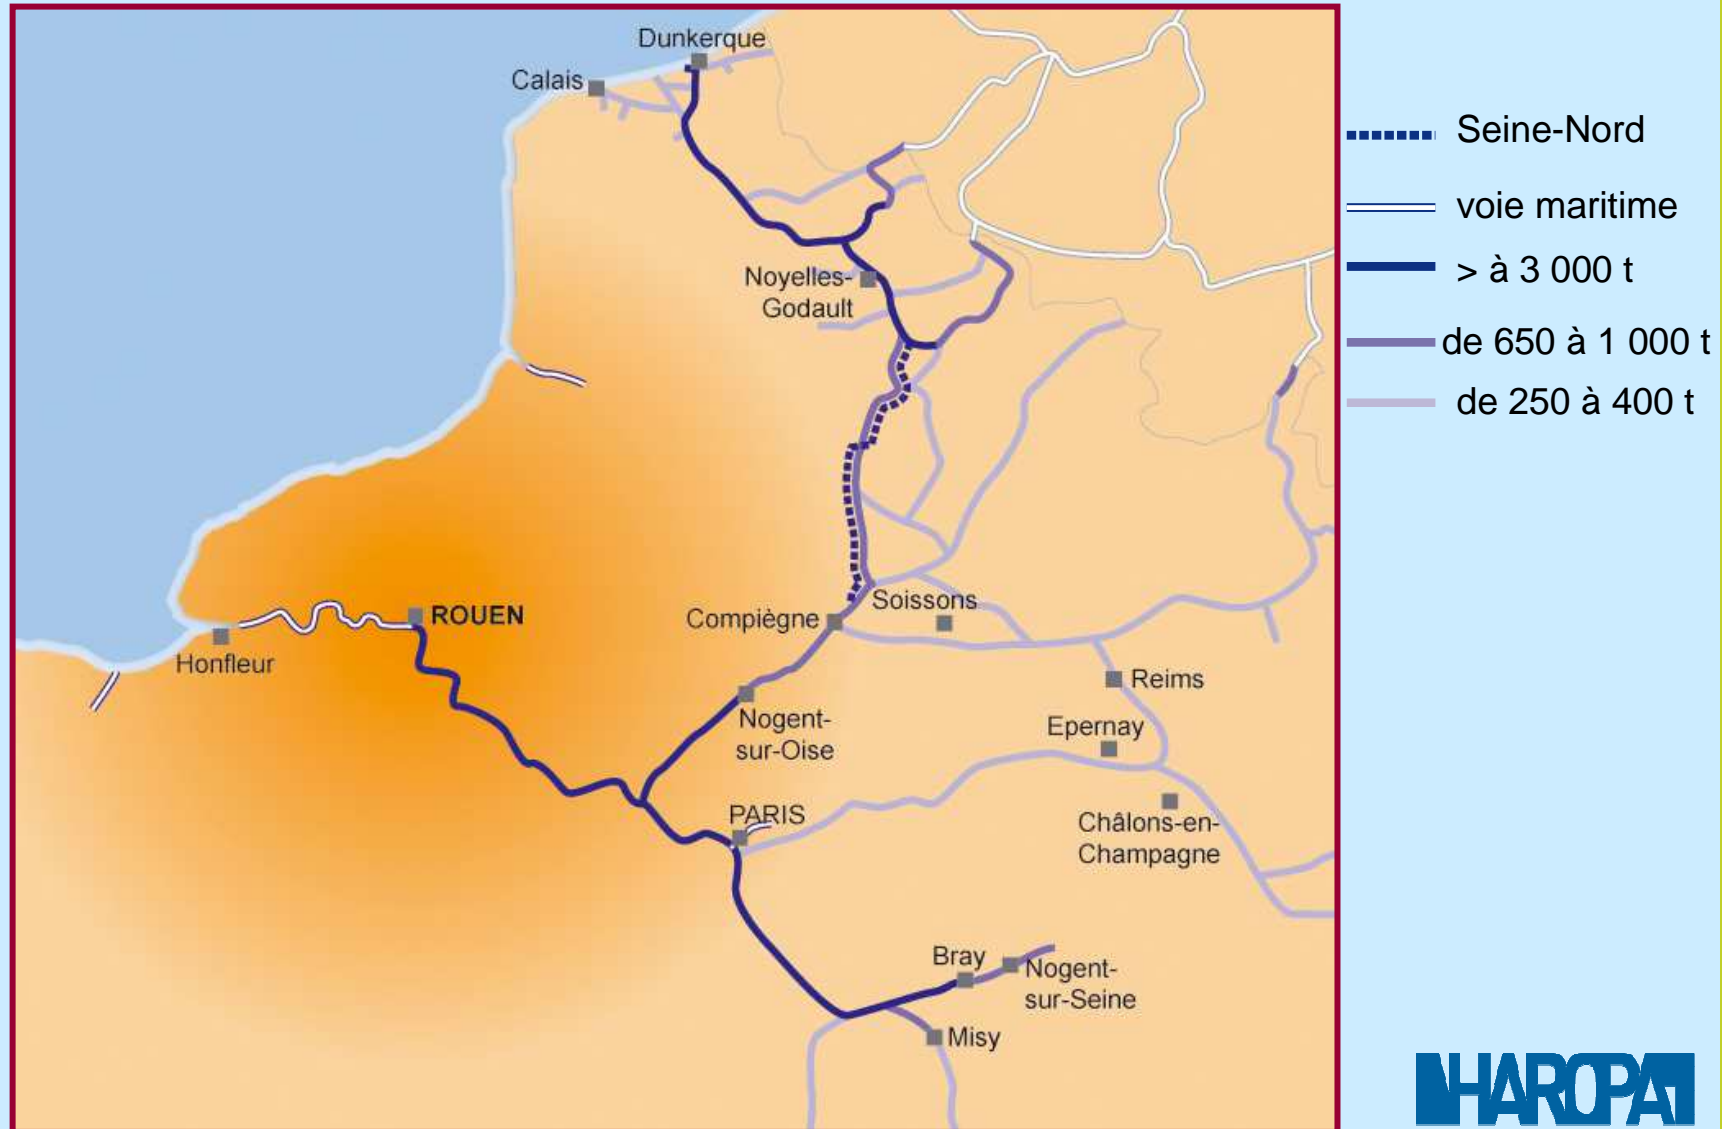 Dunkerque
Calais
Noyelles-
Godault
Compiègne
Soissons
ROUEN
Honfleur
Nogent-
sur-Oise
Reims
Epernay
PARIS
Châlons-en-
Champagne
Bray
Nogent-
sur-Seine
Misy
Seine-Nord
voie maritime
> à 3 000 t
de 650 à 1 000 t
de 250 à 400 t
HAROPA